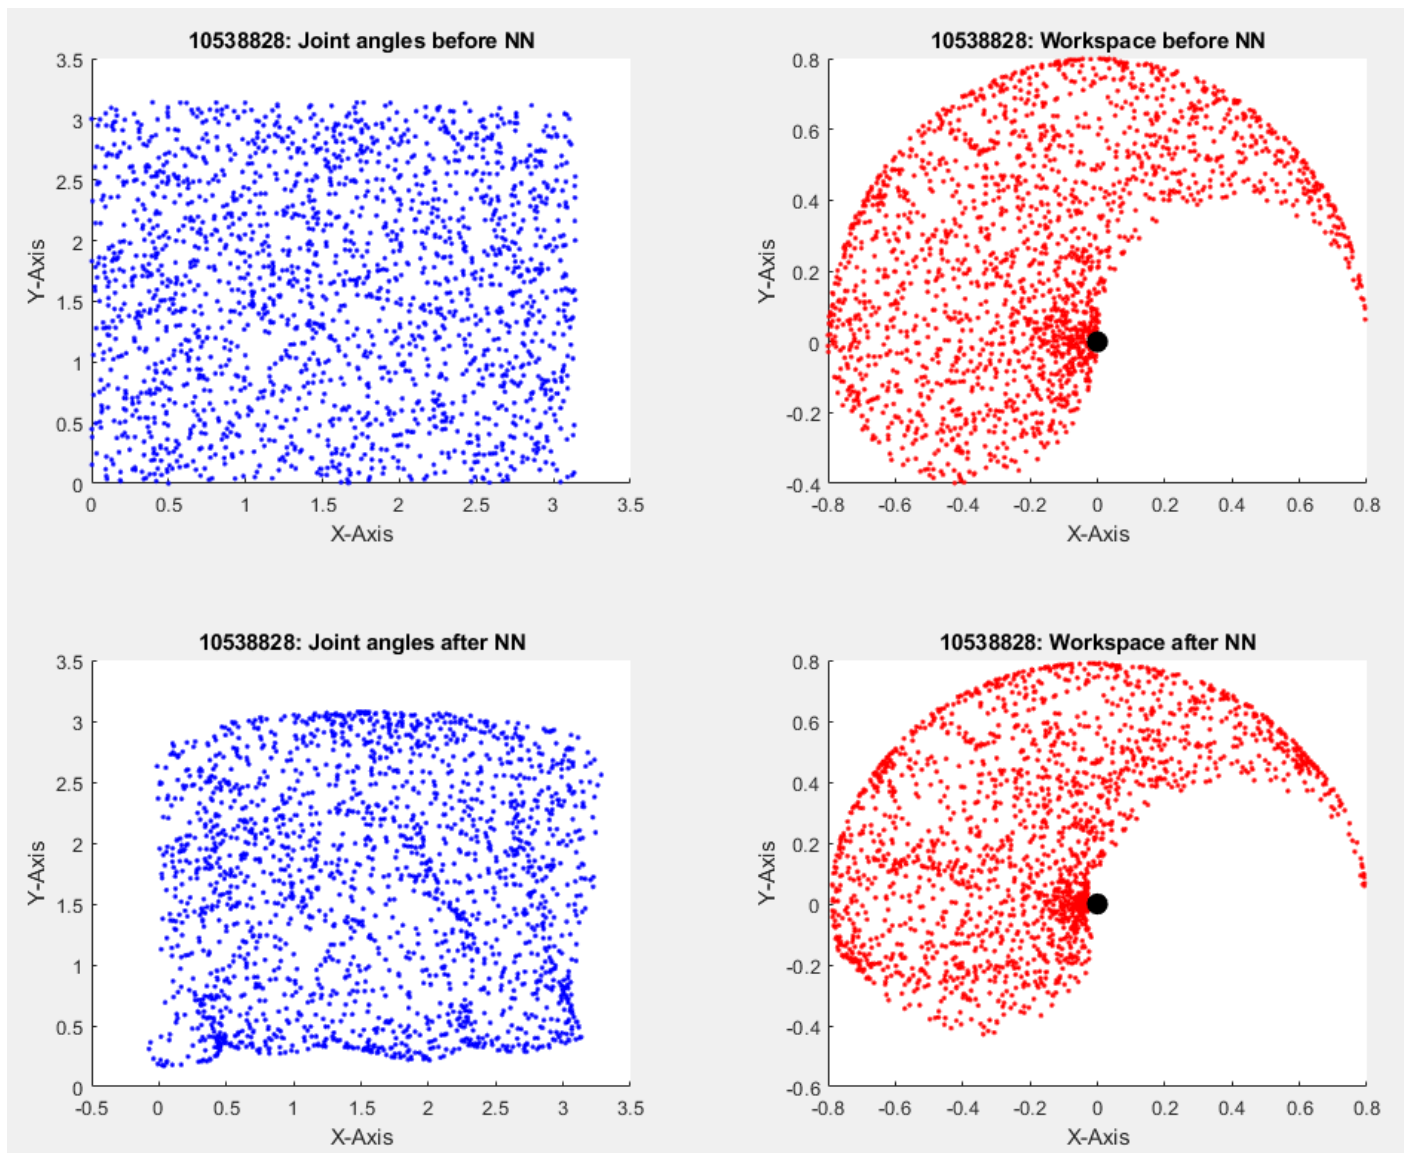 10538828: Joint angles before NN
3.5
3
2.5
2
1.5
1
0.5
0
Y-Axis
0 0.5 1 1.5 2 2.5 3 3.5
X-Axis
10538828: Workspace before NN
0.8
0.6
0.4
0.2
0
-0.2
-0.4
Y-Axis
-0.8 -0.6 -0.4 -0.2 0 0.2 0.4 0.6 0.8
X-Axis
10538828: Joint angles after NN
3.5
3
2.5
2
1.5
1
0.5
0
Y-Axis
-0.5 0 0.5 1 1.5 2 2.5 3 3.5
X-Axis
10538828: Workspace after NN
0.8
0.6
0.4
0.2
0
-0.2
-0.4
-0.6
Y-Axis
-0.8 -0.6 -0.4 -0.2 0 0.2 0.4 0.6 0.8
X-Axis